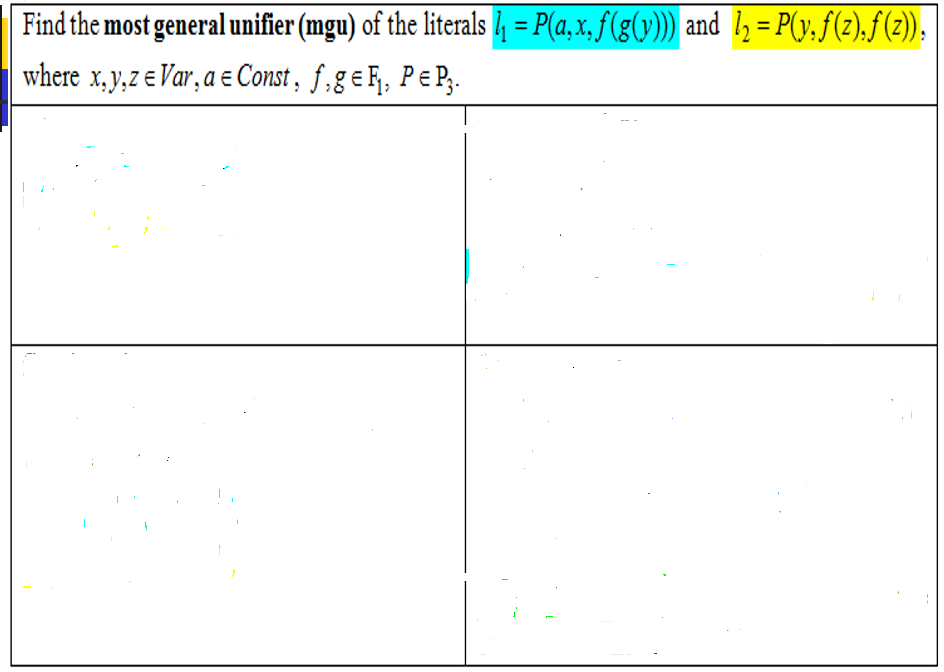 Find the most general unifier (mgu) of the literals l₁ = P(a, x, f(g(y))) and l₂ = P(y, f(z), f(z)),
where x, y, z ∈ Var, a ∈ Const, f, g ∈ F₁, P ∈ P₃.